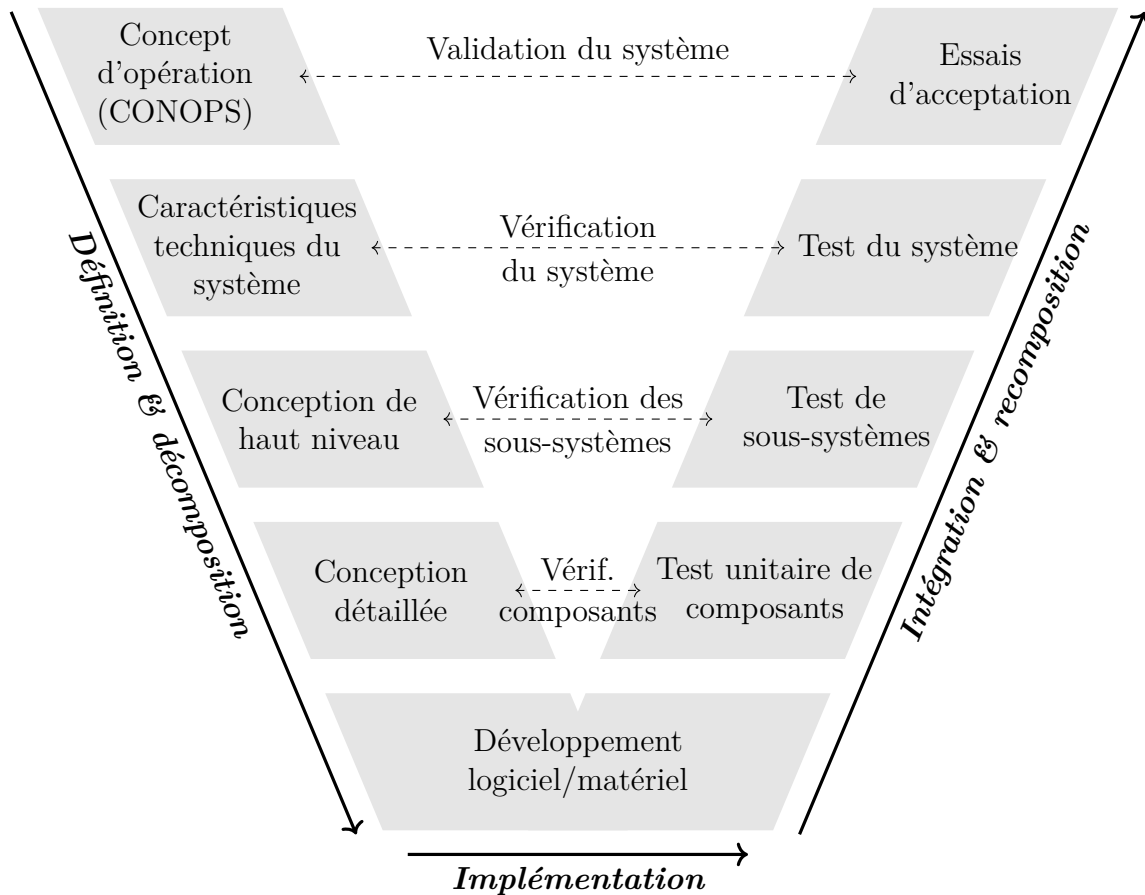 Concept
d'opération
(CONOPS)
Validation du système
Essais
d'acceptation
Caractéristiques
techniques du
système
Vérification
du système
Test du système
Définition & décomposition
Intégration & recomposition
Conception de
haut niveau
Vérification des
sous-systèmes
Test de
sous-systèmes
Conception
détaillée
Vérif.
composants
Test unitaire de
composants
Développement
logiciel/matériel
Implémentation